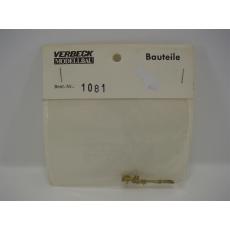 VERBECK
MODELLBAU
Bauteile
Best.-Nr. 1081